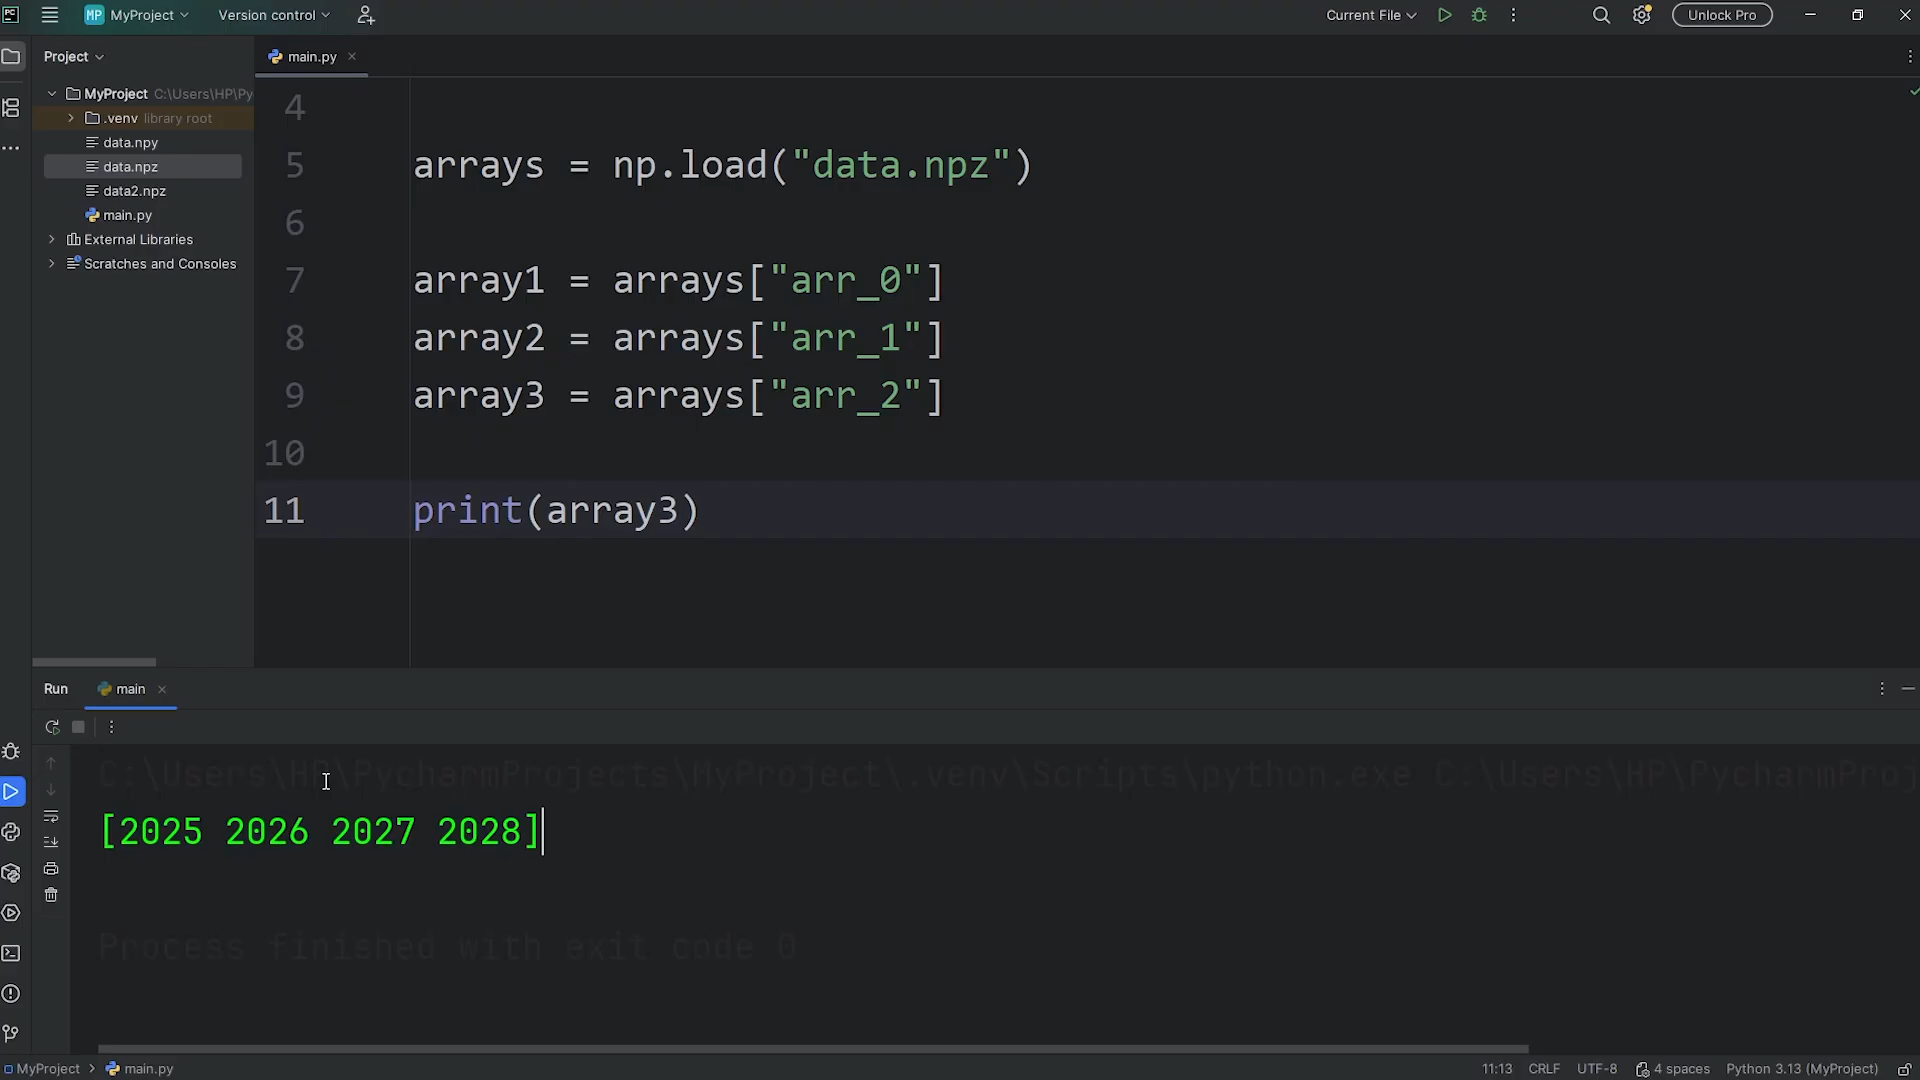 PC MP MyProject Version control Current File Unlock Pro
Project main.py
MyProject C:\Users\HP\Py
.venv library root
data.npy
data.npz
data2.npz
main.py
External Libraries
Scratches and Consoles
4
5 arrays = np.load("data.npz")
6
7 array1 = arrays["arr_0"]
8 array2 = arrays["arr_1"]
9 array3 = arrays["arr_2"]
10
11 print(array3)
Run main
C:\Users\HP\PycharmProjects\MyProject\.venv\Scripts\python.exe C:\Users\HP\PycharmProj
[2025 2026 2027 2028]
Process finished with exit code 0
MyProject > main.py 11:13 CRLF UTF-8 4 spaces Python 3.13 (MyProject)